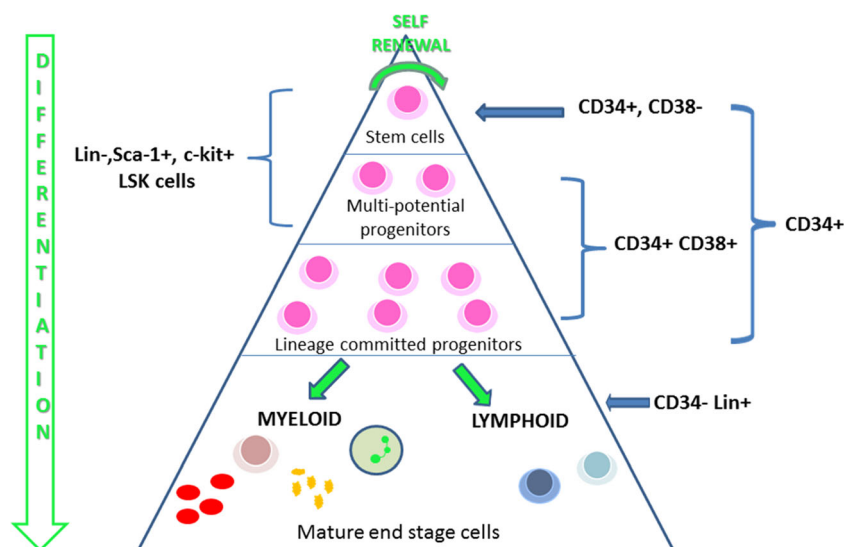 SELF
RENEWAL
DIFFERENTIATION
CD34+, CD38-
Stem cells
Lin-,Sca-1+, c-kit+
LSK cells
Multi-potential
progenitors
CD34+ CD38+
CD34+
Lineage committed progenitors
CD34- Lin+
MYELOID
LYMPHOID
Mature end stage cells